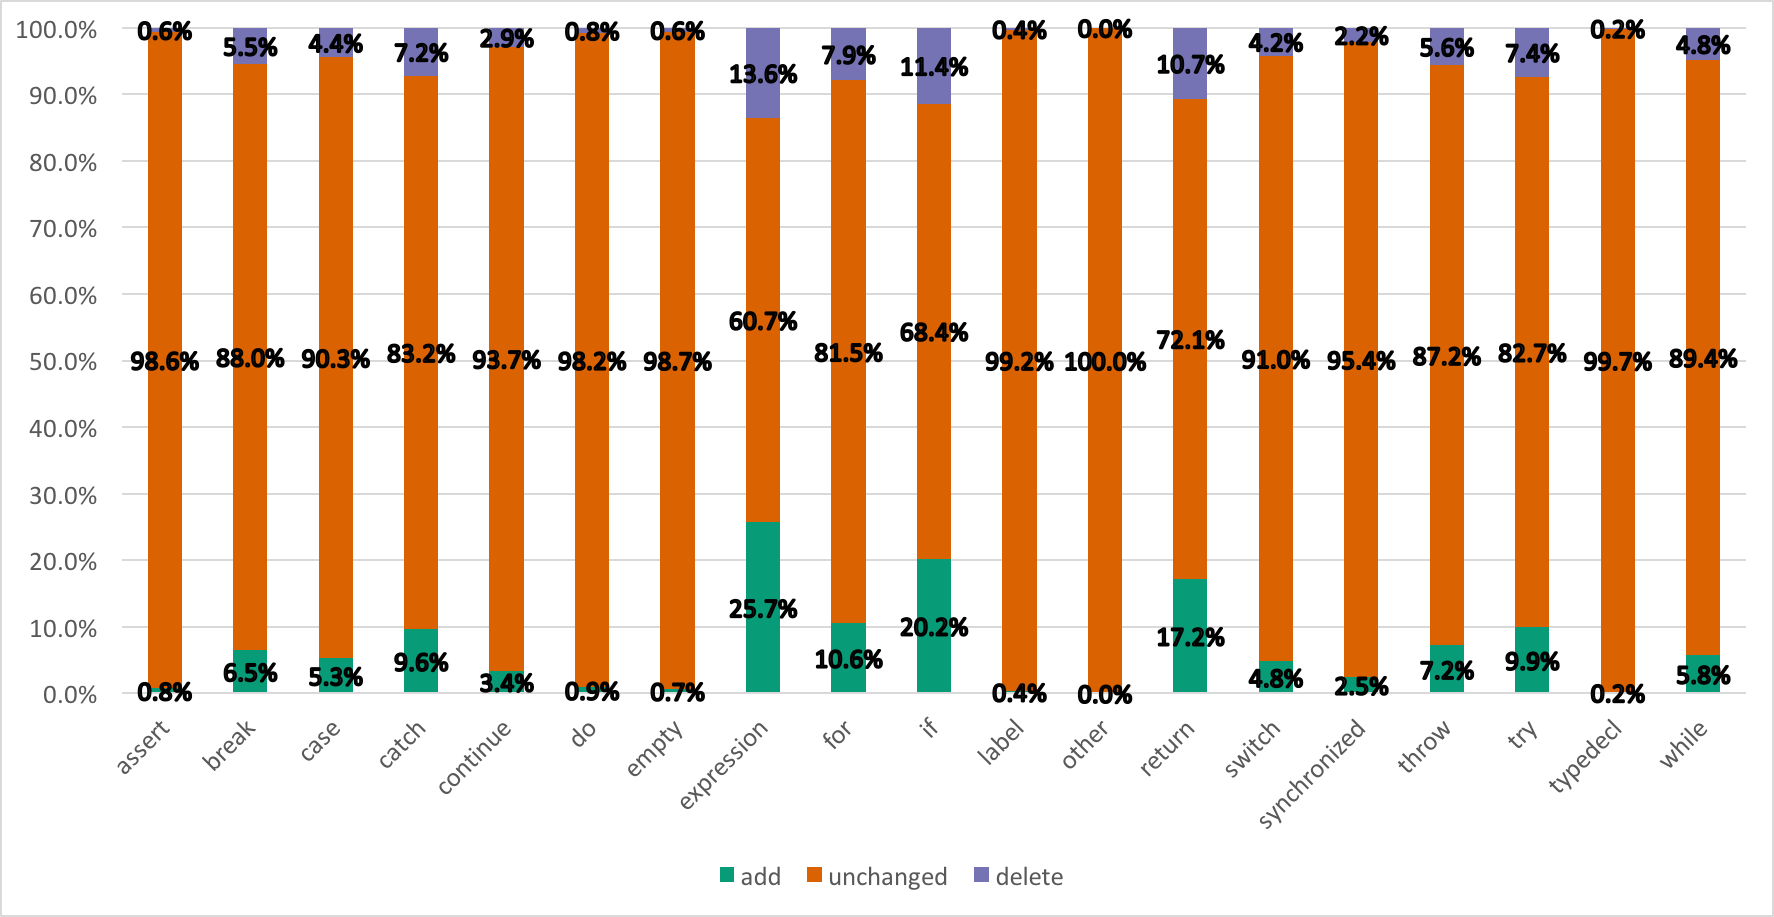 100.0%
90.0%
80.0%
70.0%
60.0%
50.0%
40.0%
30.0%
20.0%
10.0%
0.0%
0.6% 5.5% 4.4% 7.2% 2.9% 0.8% 0.6% 13.6% 7.9% 11.4% 0.4% 0.0% 10.7% 4.2% 2.2% 5.6% 7.4% 0.2% 4.8%
98.6% 88.0% 90.3% 83.2% 93.7% 98.2% 98.7% 60.7% 81.5% 68.4% 99.2% 100.0% 72.1% 91.0% 95.4% 87.2% 82.7% 99.7% 89.4%
0.8% 6.5% 5.3% 9.6% 3.4% 0.9% 0.7% 25.7% 10.6% 20.2% 0.4% 0.0% 17.2% 4.8% 2.5% 7.2% 9.9% 0.2% 5.8%
assert break case catch continue do empty expression for if label other return switch synchronized throw try typedecl while
add unchanged delete